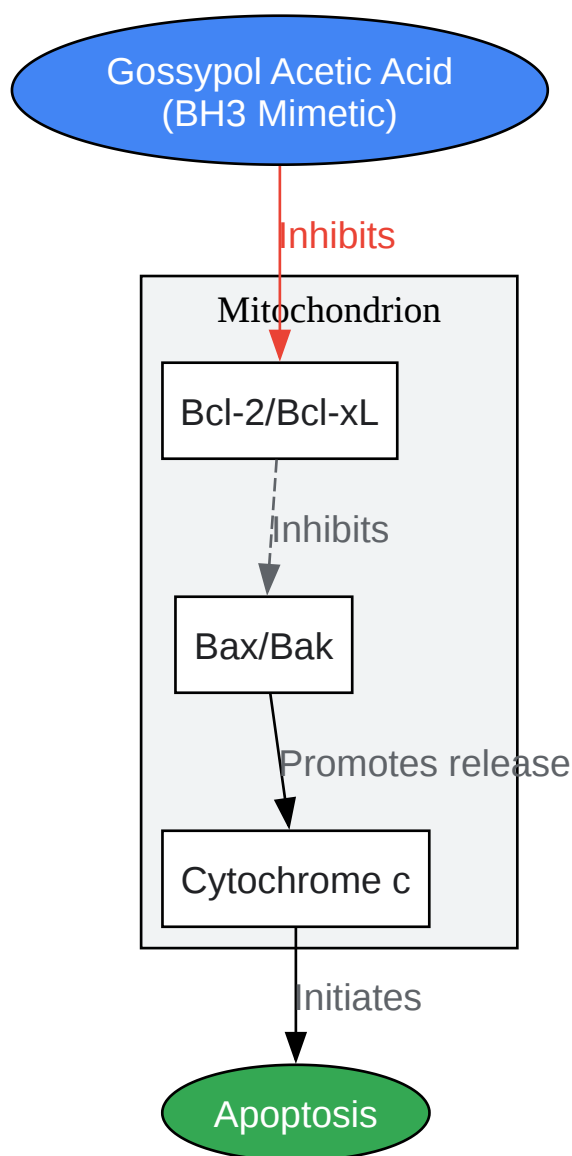 Gossypol Acetic Acid
(BH3 Mimetic)
Inhibits
Mitochondrion
Bcl-2/Bcl-xL
Inhibits
Bax/Bak
Promotes release
Cytochrome c
Initiates
Apoptosis